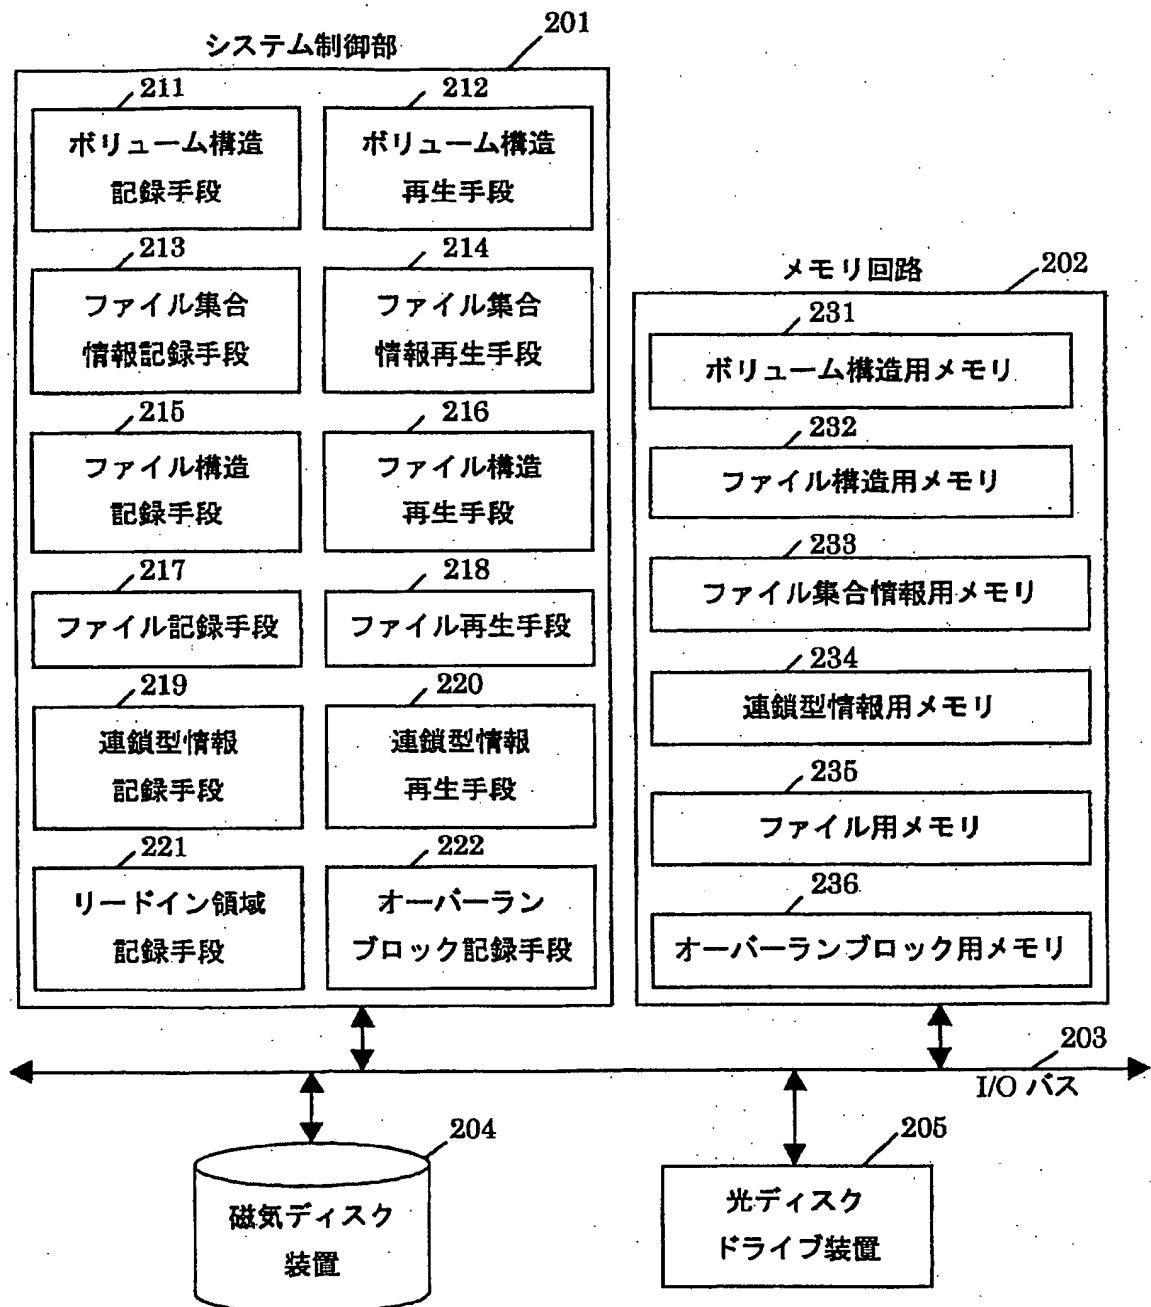 201
システム制御部
211
ボリューム構造
記録手段
212
ボリューム構造
再生手段
213
ファイル集合
情報記録手段
214
ファイル集合
情報再生手段
215
ファイル構造
記録手段
216
ファイル構造
再生手段
217
ファイル記録手段
218
ファイル再生手段
219
連鎖型情報
記録手段
220
連鎖型情報
再生手段
221
リードイン領域
記録手段
222
オーバーラン
ブロック記録手段
メモリ回路
202
231
ボリューム構造用メモリ
232
ファイル構造用メモリ
233
ファイル集合情報用メモリ
234
連鎖型情報用メモリ
235
ファイル用メモリ
236
オーバーランブロック用メモリ
203
I/O バス
204
磁気ディスク
装置
205
光ディスク
ドライブ装置